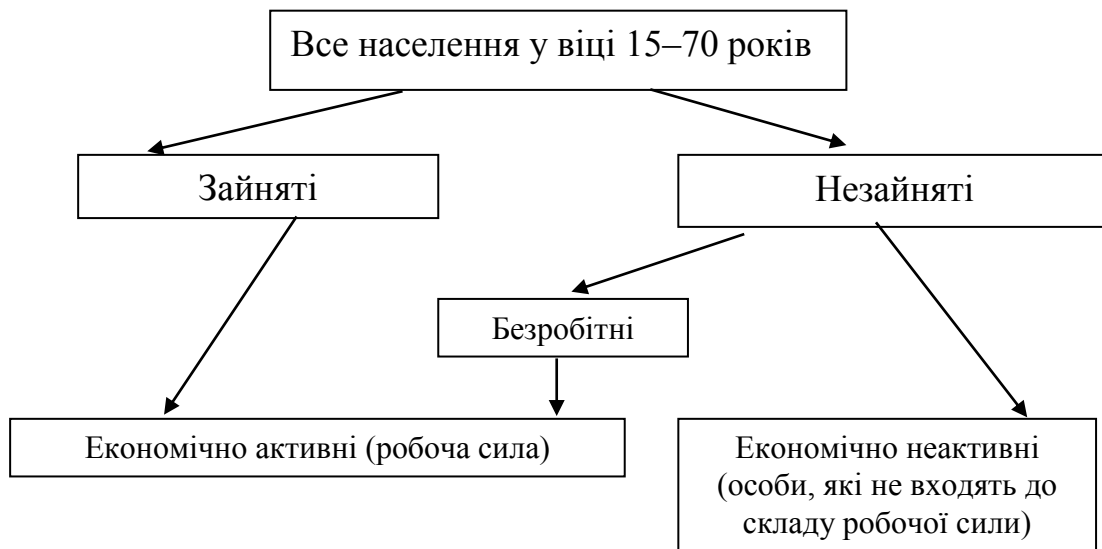 Все населення у віці 15–70 років
Зайняті
Незайняті
Безробітні
Економічно активні (робоча сила)
Економічно неактивні
(особи, які не входять до
складу робочої сили)